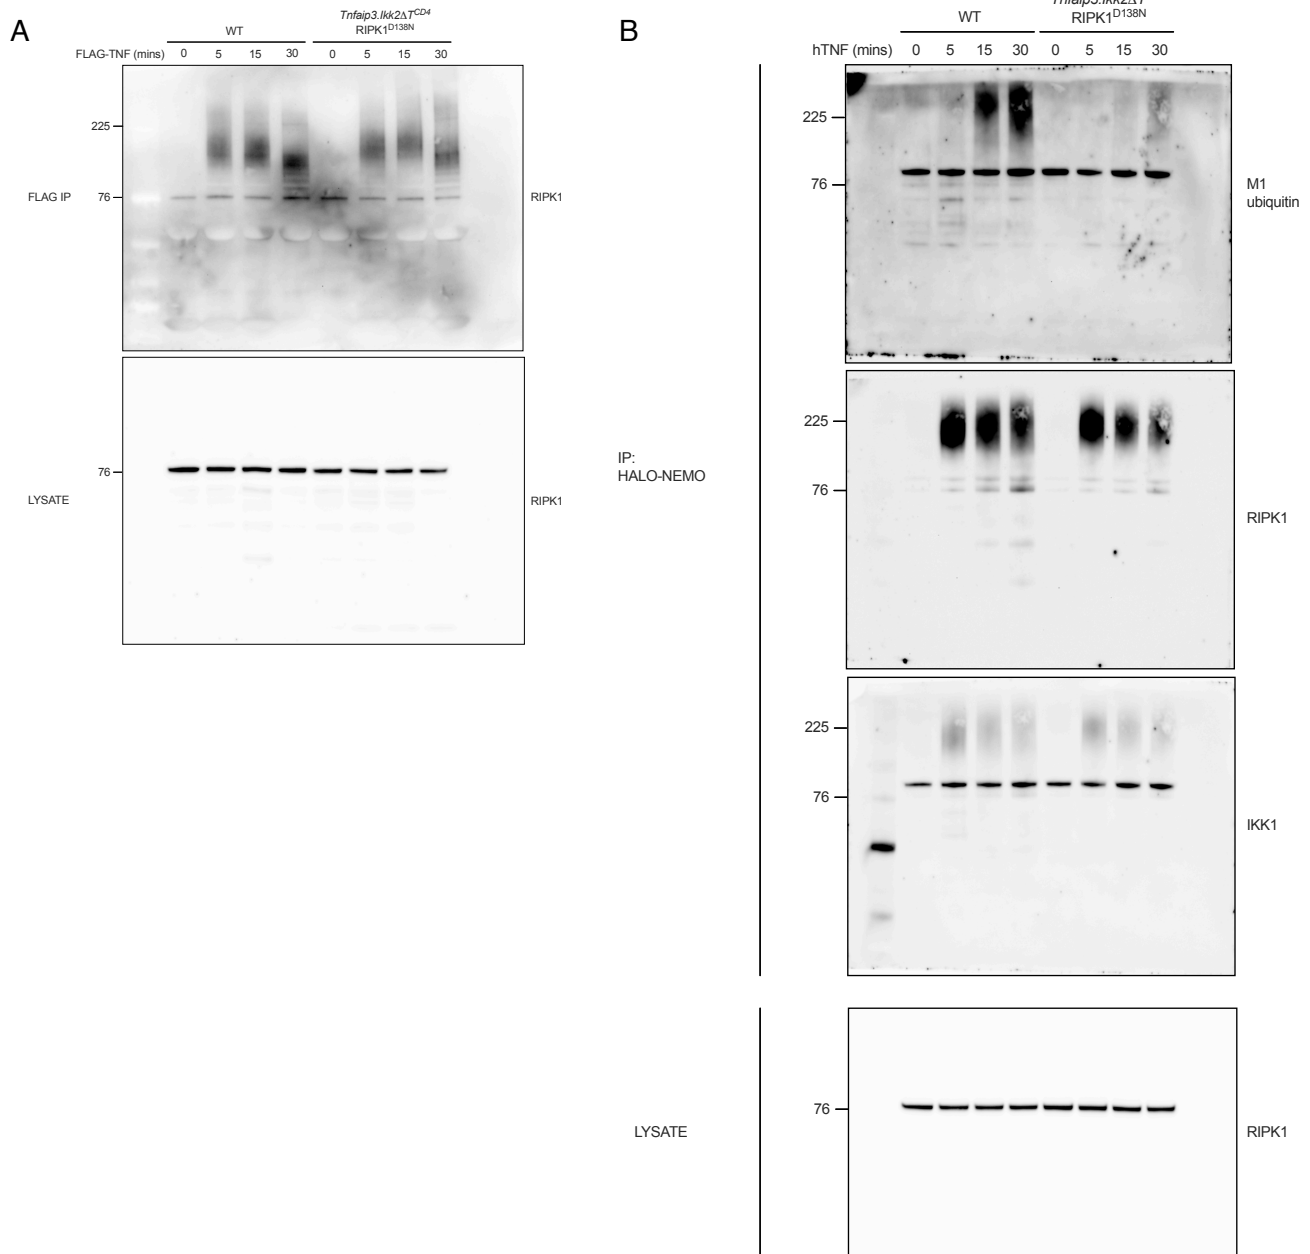 A
WT
Tnfaip3.Ikk2ΔT^CD4
RIPK1^D138N
FLAG-TNF (mins) 0 5 15 30 0 5 15 30
225
FLAG IP
76
RIPK1
76
LYSATE
RIPK1
B
WT
Tnfaip3.Ikk2ΔT
RIPK1^D138N
hTNF (mins) 0 5 15 30 0 5 15 30
225
76
M1
ubiquitin
IP:
HALO-NEMO
225
76
RIPK1
225
76
IKK1
LYSATE
76
RIPK1